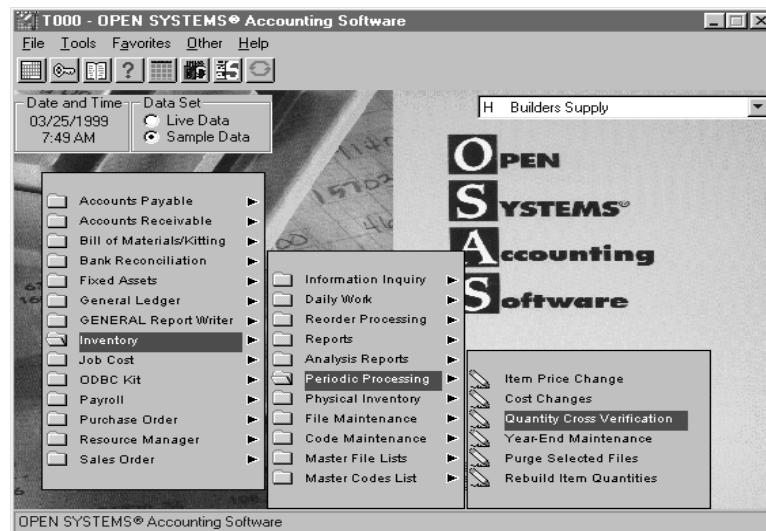 T000 - OPEN SYSTEMS® Accounting Software
File Tools Favorites Other Help
Date and Time
03/25/1999
7:49 AM
Data Set
Live Data
Sample Data
H Builders Supply
OPEN
SYSTEMS®
Accounting
Software
Accounts Payable
Accounts Receivable
Bill of Materials/Kitting
Bank Reconciliation
Fixed Assets
General Ledger
GENERAL Report Writer
Inventory
Job Cost
ODBC Kit
Payroll
Purchase Order
Resource Manager
Sales Order
Information Inquiry
Daily Work
Reorder Processing
Reports
Analysis Reports
Periodic Processing
Physical Inventory
File Maintenance
Code Maintenance
Master File Lists
Master Codes List
Item Price Change
Cost Changes
Quantity Cross Verification
Year-End Maintenance
Purge Selected Files
Rebuild Item Quantities
OPEN SYSTEMS® Accounting Software